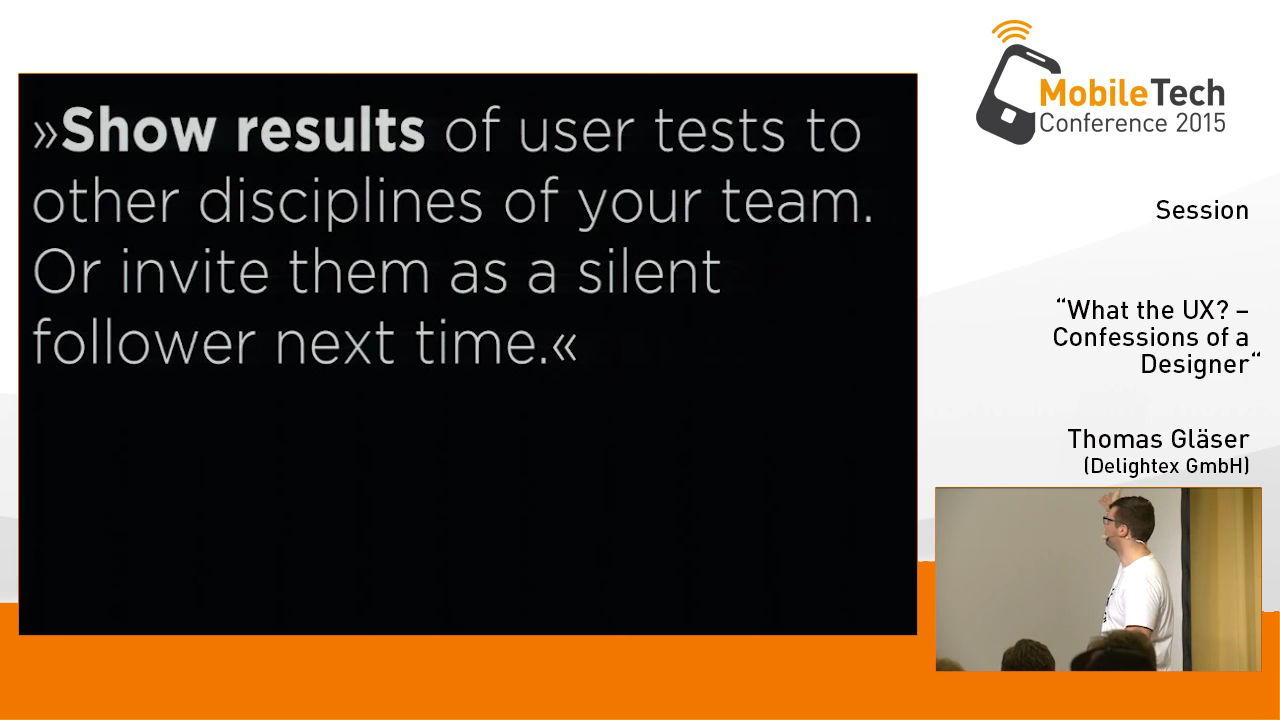 »Show results of user tests to
other disciplines of your team.
Or invite them as a silent
follower next time.«
MobileTech
Conference 2015
Session
“What the UX? –
Confessions of a
Designer“
Thomas Gläser
(Delightex GmbH)